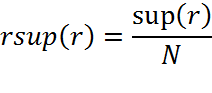 rsup(r) = sup(r) / N